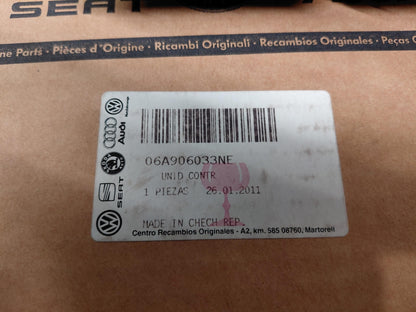 SEAT
ne Parts · Pièces d'Origine · Ricambi Originali · Recambios Originales · Peças O
Audi
SEAT
06A906033NE
UNID CONTR
1 PIEZAS 26.01.2011
MADE IN CHECH REP.
Centro Recambios Originales - A2, km. 585 08760, Martorell